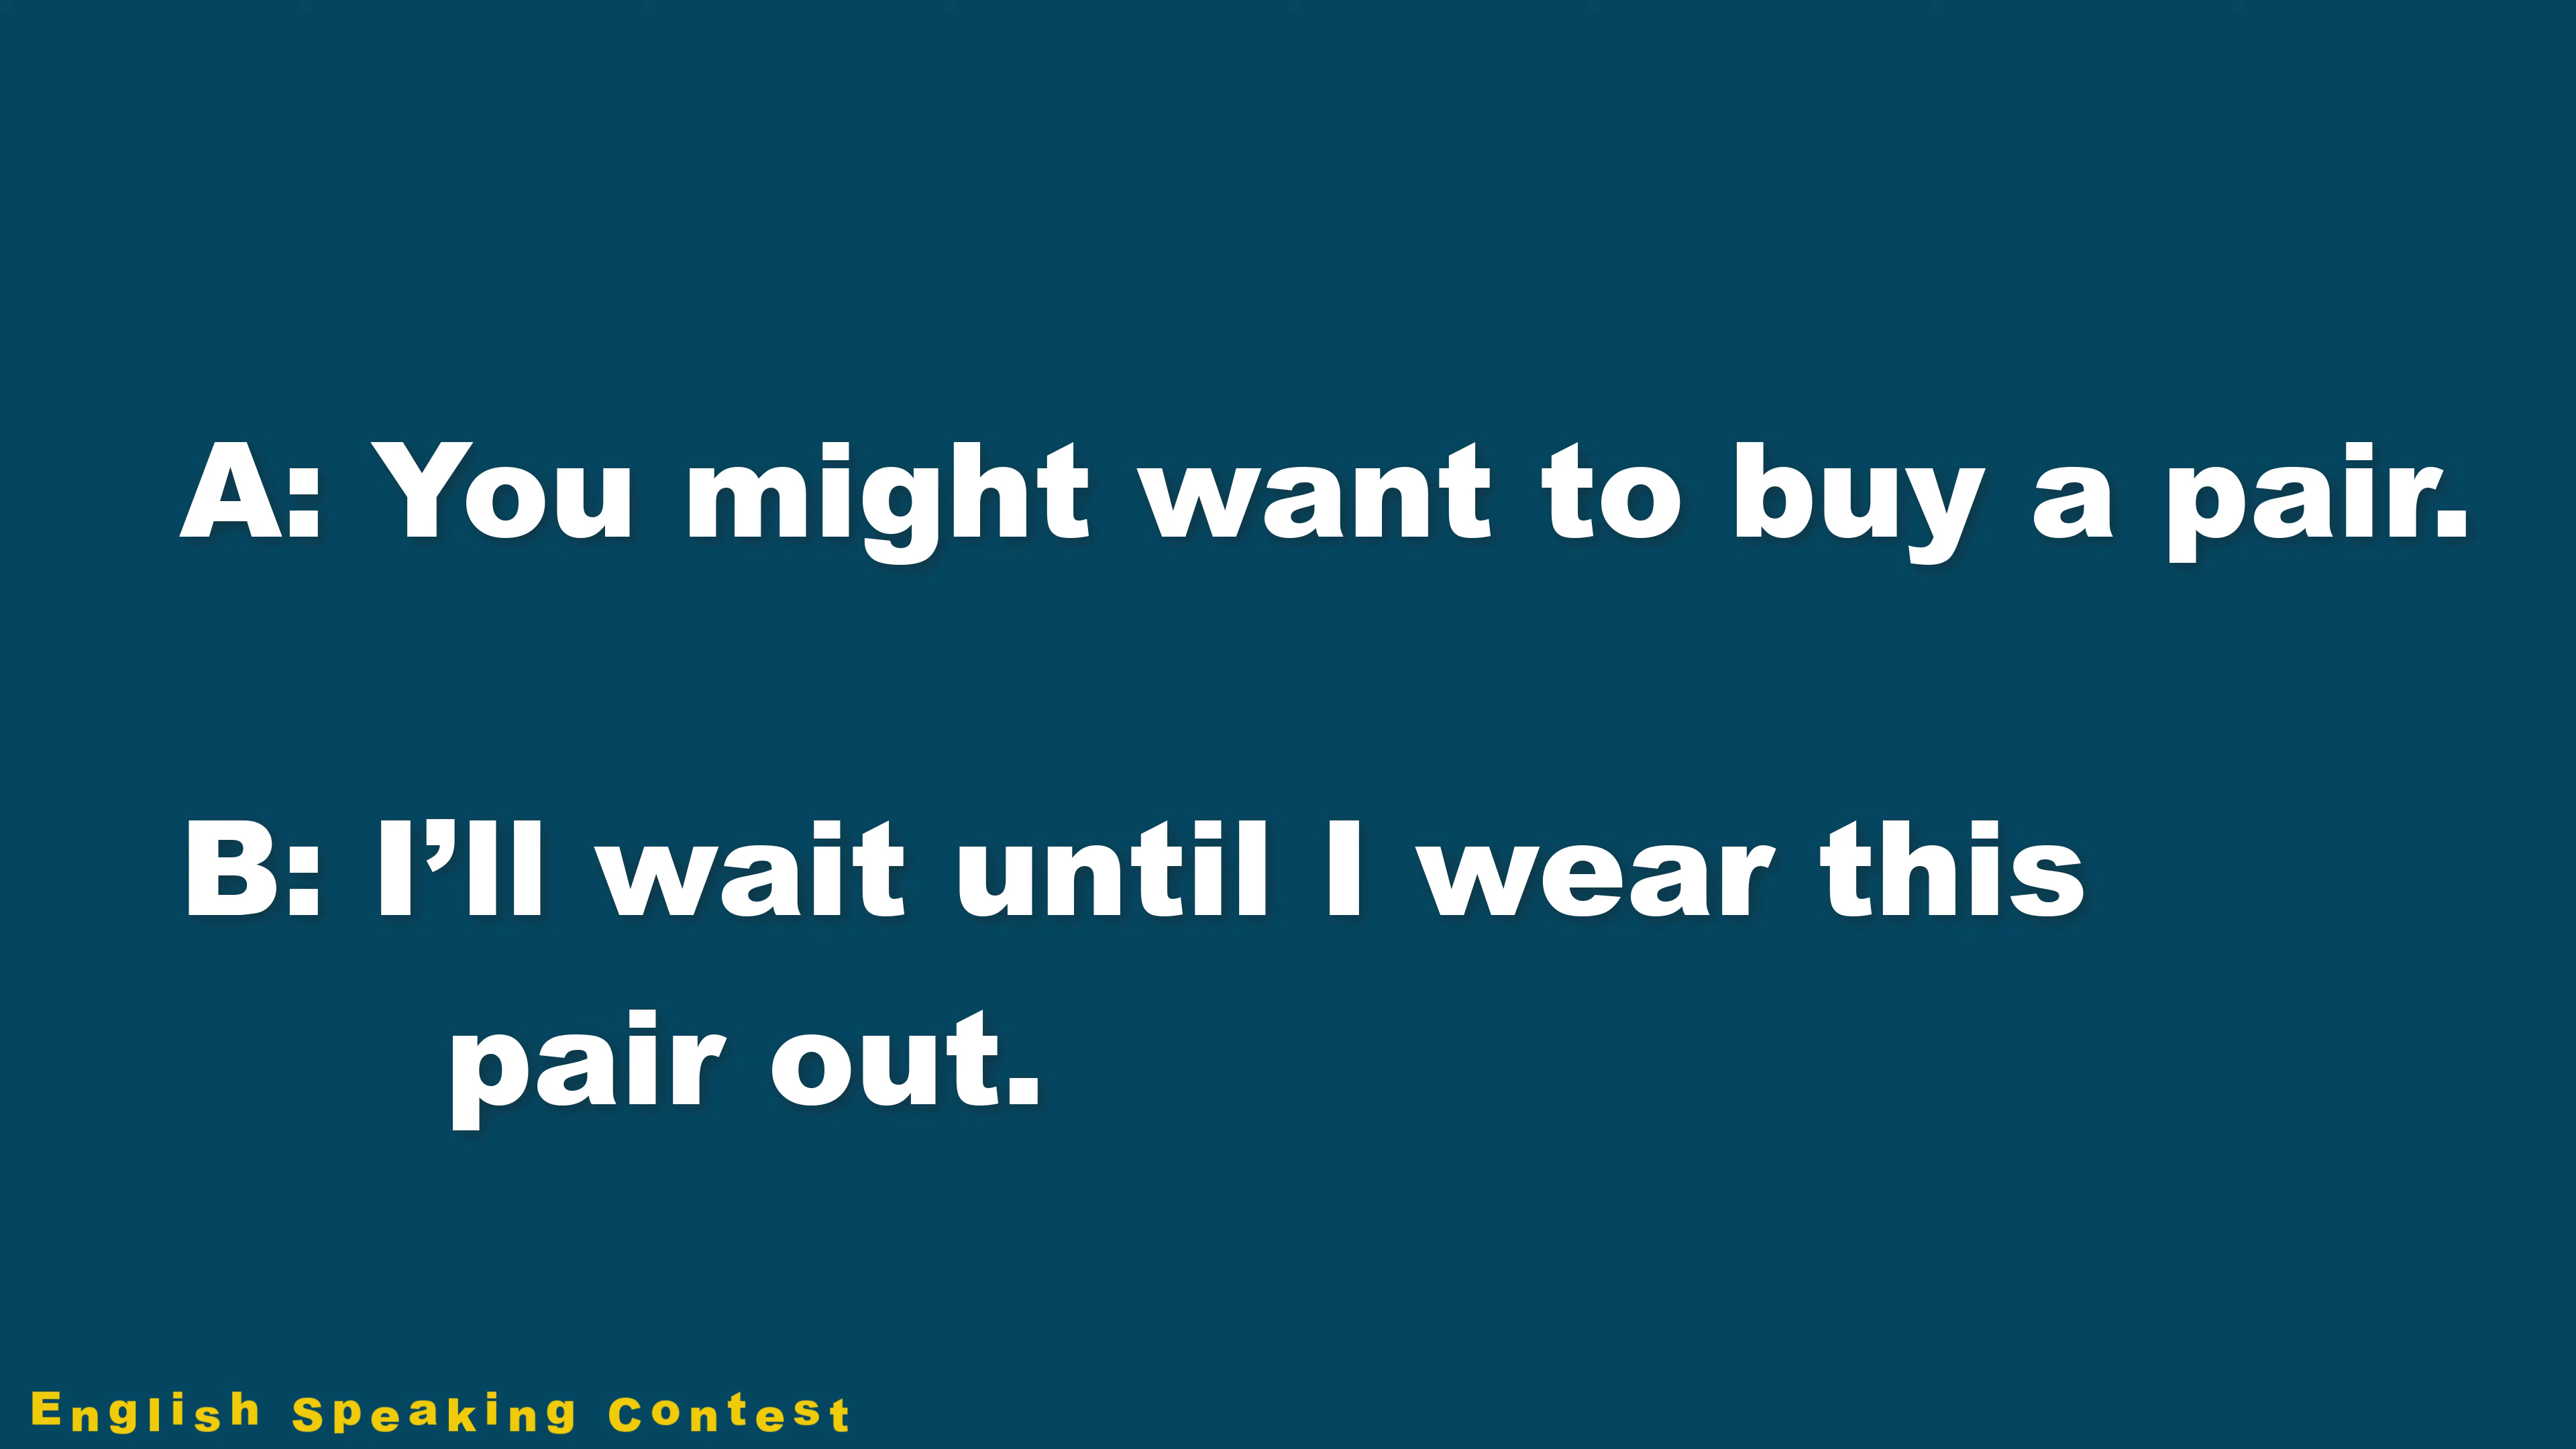 A: You might want to buy a pair.
B: I’ll wait until I wear this
pair out.
English Speaking Contest